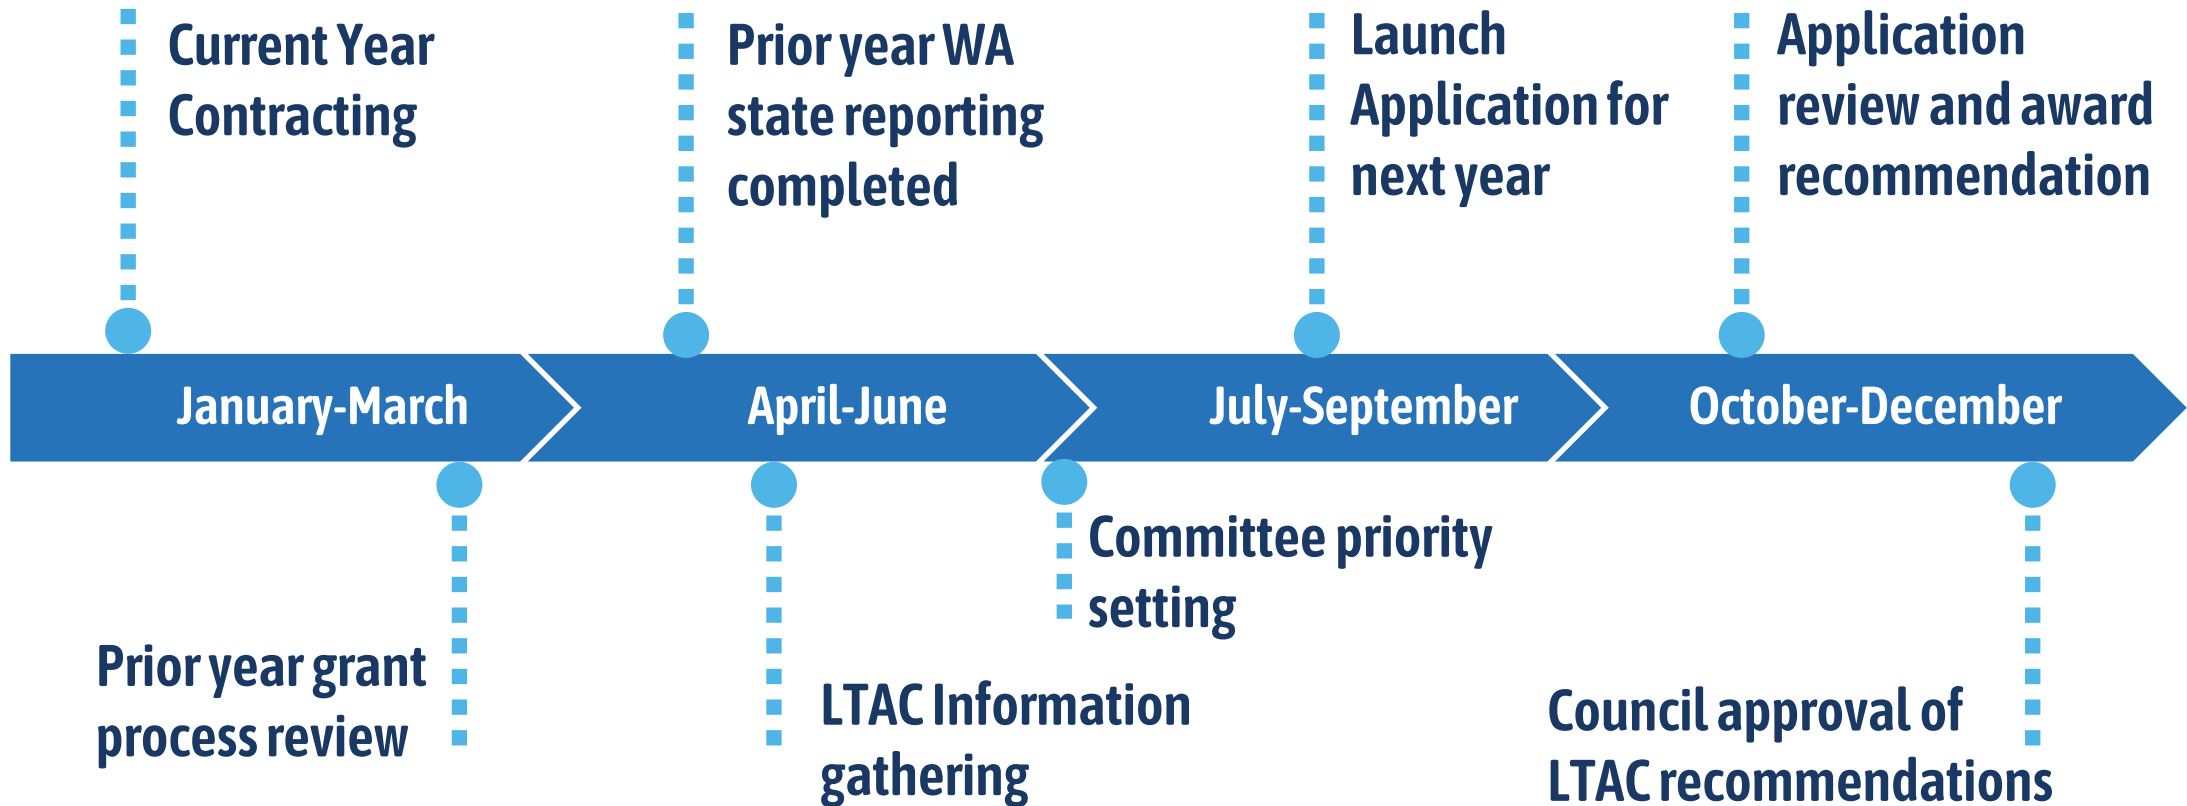 Current Year
Contracting
Prior year WA
state reporting
completed
Launch
Application for
next year
Application
review and award
recommendation
January-March
April-June
July-September
October-December
Prior year grant
process review
LTAC Information
gathering
Committee priority
setting
Council approval of
LTAC recommendations